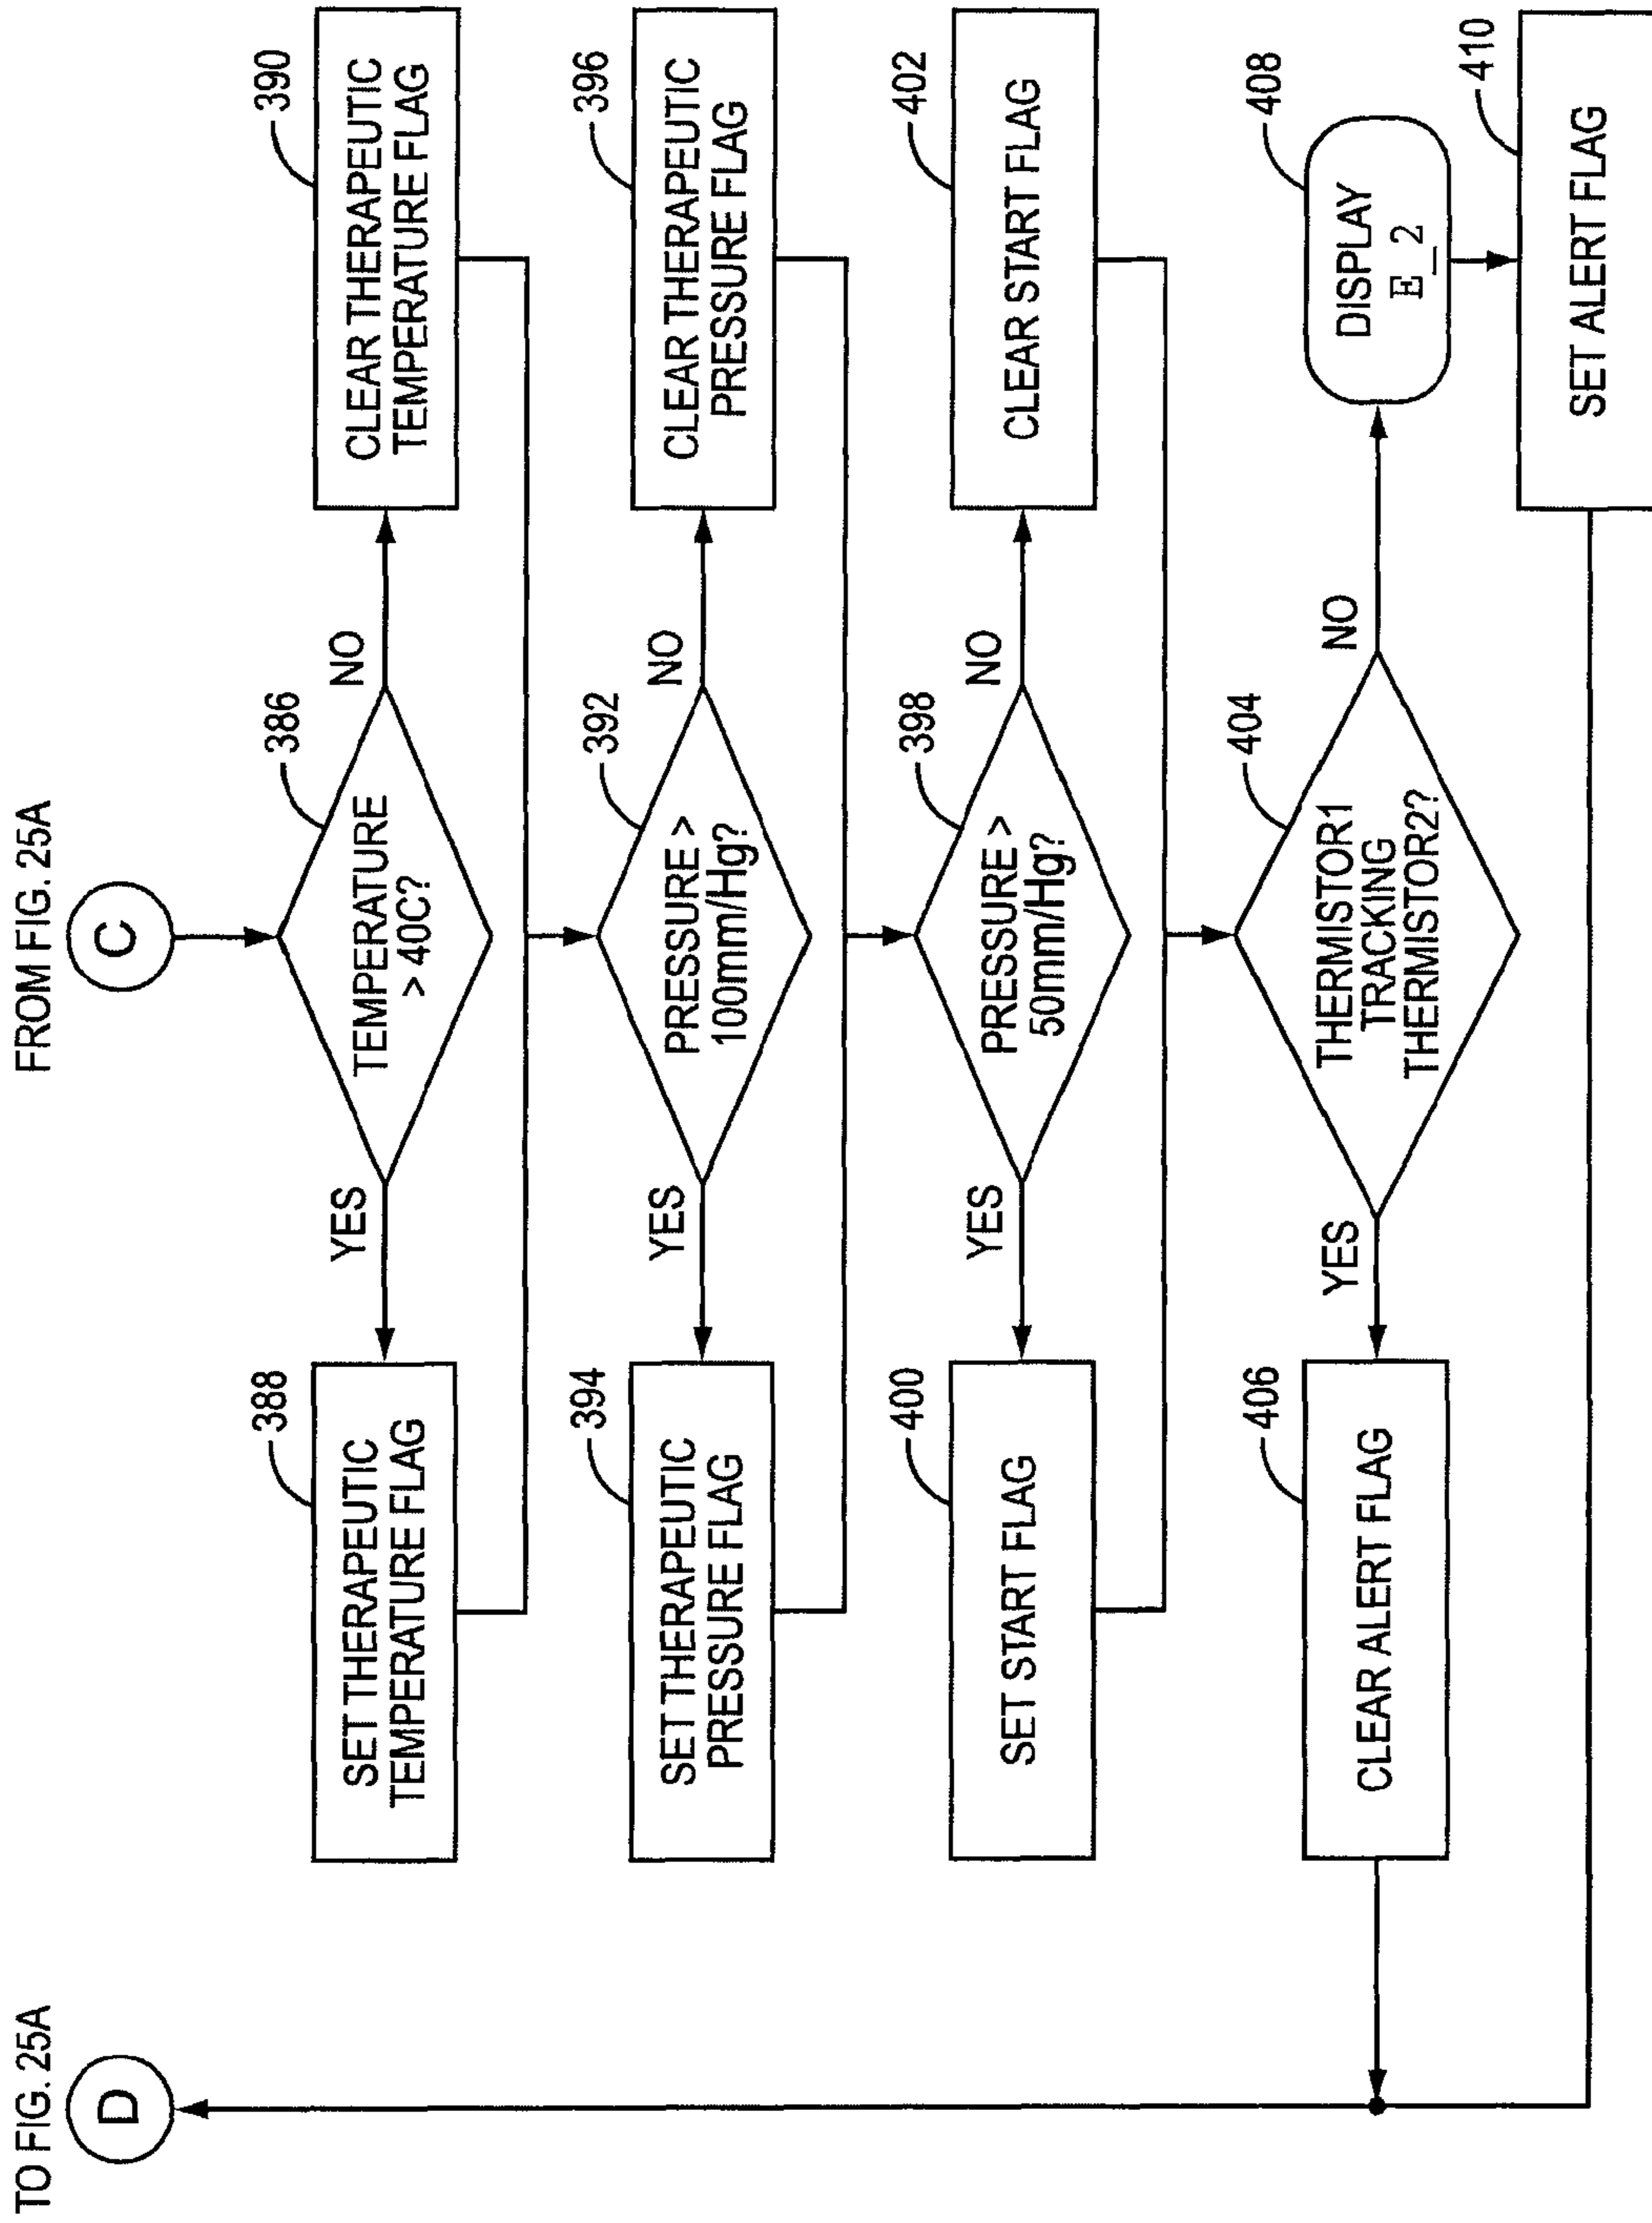 TO FIG. 25A
D
FROM FIG. 25A
C
388
SET THERAPEUTIC
TEMPERATURE FLAG
YES
386
TEMPERATURE
> 40C?
NO
390
CLEAR THERAPEUTIC
TEMPERATURE FLAG
394
SET THERAPEUTIC
PRESSURE FLAG
YES
392
PRESSURE >
100mm/Hg?
NO
396
CLEAR THERAPEUTIC
PRESSURE FLAG
400
SET START FLAG
YES
398
PRESSURE >
50mm/Hg?
NO
402
CLEAR START FLAG
406
CLEAR ALERT FLAG
YES
404
THERMISTOR1
TRACKING
THERMISTOR2?
NO
408
DISPLAY
E_2
410
SET ALERT FLAG